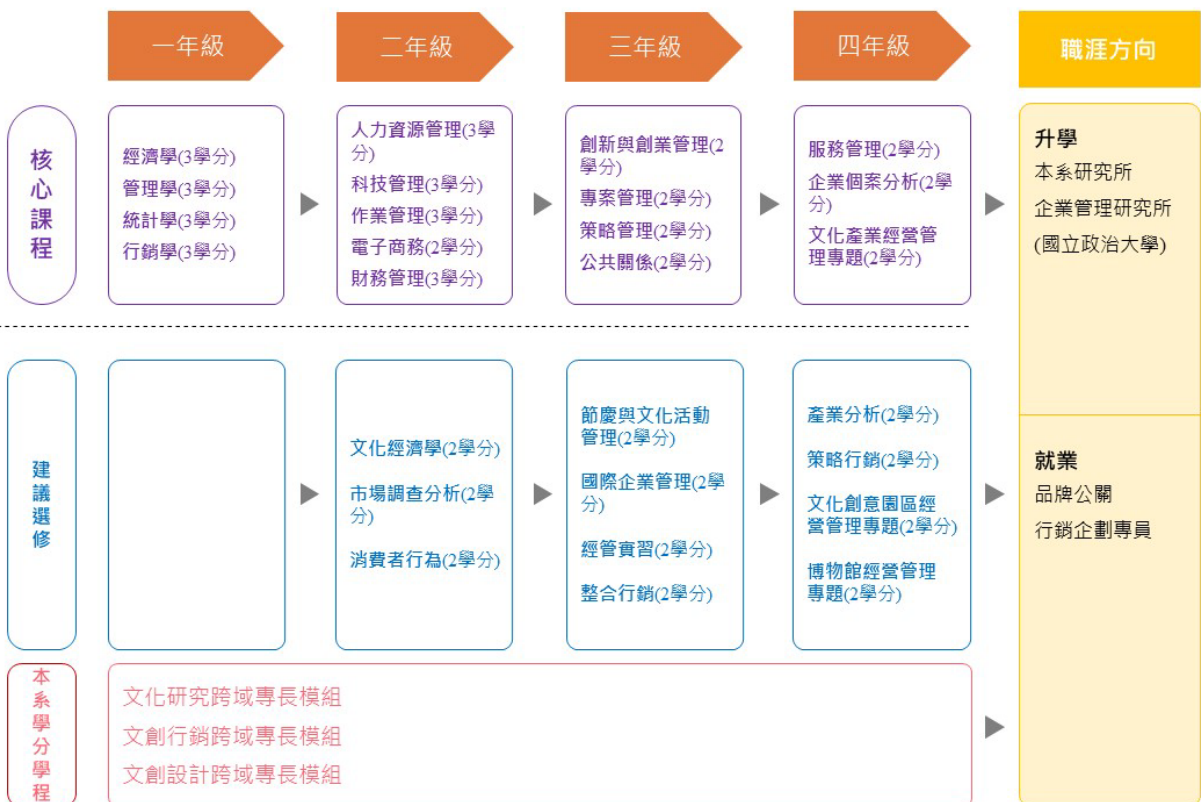 一年級
二年級
三年級
四年級
職涯方向
核
心
課
程
經濟學(3學分)
管理學(3學分)
統計學(3學分)
行銷學(3學分)
人力資源管理(3學
分)
科技管理(3學分)
作業管理(3學分)
電子商務(2學分)
財務管理(3學分)
創新與創業管理(2
學分)
專案管理(2學分)
策略管理(2學分)
公共關係(2學分)
服務管理(2學分)
企業個案分析(2學
分)
文化產業經營管
理專題(2學分)
升學
本系研究所
企業管理研究所
(國立政治大學)
建
議
選
修
文化經濟學(2學分)
市場調查分析(2學
分)
消費者行為(2學分)
節慶與文化活動
管理(2學分)
國際企業管理(2學
分)
經管實習(2學分)
整合行銷(2學分)
產業分析(2學分)
策略行銷(2學分)
文化創意園區經
營管理專題(2學分)
博物館經營管理
專題(2學分)
就業
品牌公關
行銷企劃專員
本
系
學
分
學
程
文化研究跨域專長模組
文創行銷跨域專長模組
文創設計跨域專長模組